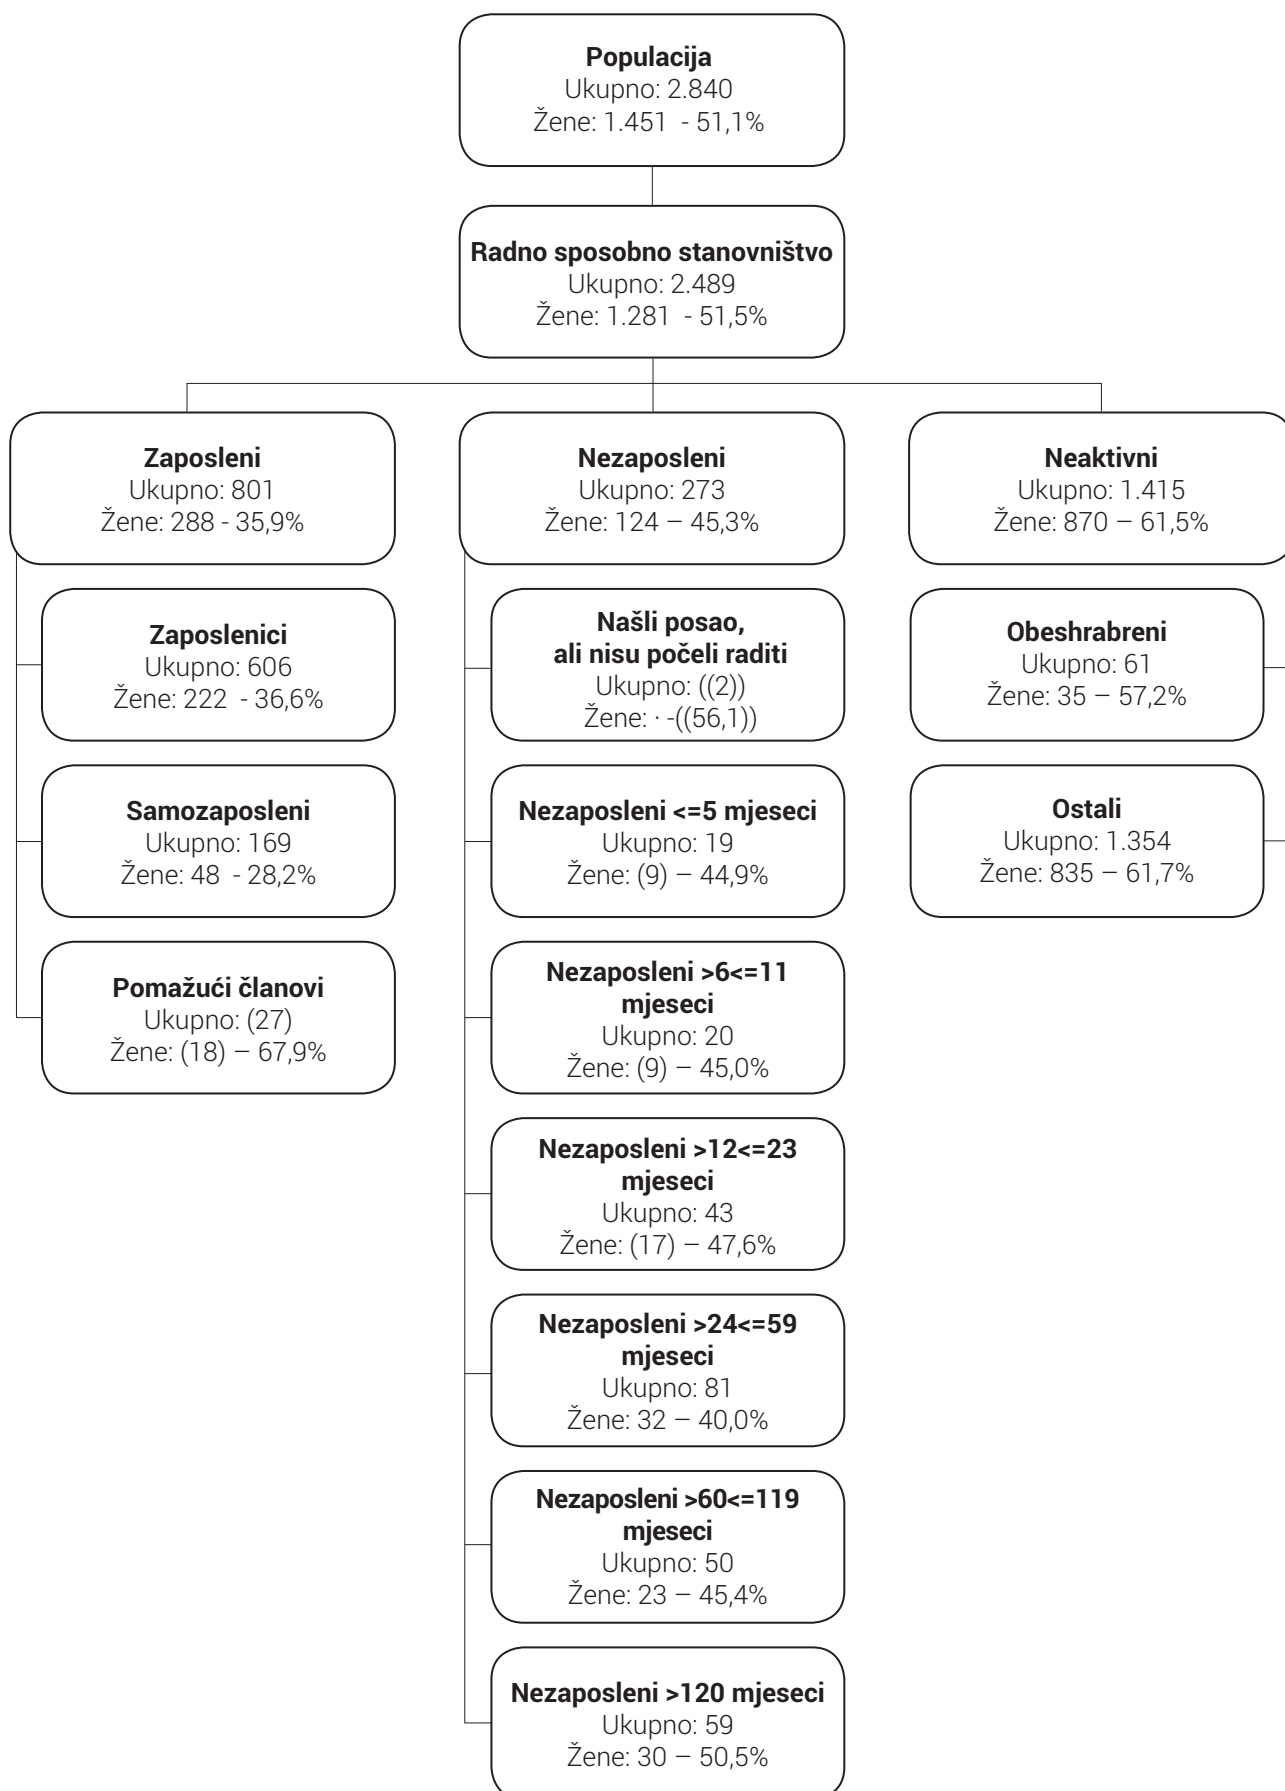 Populacija
Ukupno: 2.840
Žene: 1.451 - 51,1%
Radno sposobno stanovništvo
Ukupno: 2.489
Žene: 1.281 - 51,5%
Zaposleni
Ukupno: 801
Žene: 288 - 35,9%
Zaposlenici
Ukupno: 606
Žene: 222 - 36,6%
Samozaposleni
Ukupno: 169
Žene: 48 - 28,2%
Pomažući članovi
Ukupno: (27)
Žene: (18) – 67,9%
Nezaposleni
Ukupno: 273
Žene: 124 – 45,3%
Našli posao,
ali nisu počeli raditi
Ukupno: ((2))
Žene: · -((56,1))
Nezaposleni <=5 mjeseci
Ukupno: 19
Žene: (9) – 44,9%
Nezaposleni >6<=11
mjeseci
Ukupno: 20
Žene: (9) – 45,0%
Nezaposleni >12<=23
mjeseci
Ukupno: 43
Žene: (17) – 47,6%
Nezaposleni >24<=59
mjeseci
Ukupno: 81
Žene: 32 – 40,0%
Nezaposleni >60<=119
mjeseci
Ukupno: 50
Žene: 23 – 45,4%
Nezaposleni >120 mjeseci
Ukupno: 59
Žene: 30 – 50,5%
Neaktivni
Ukupno: 1.415
Žene: 870 – 61,5%
Obeshrabreni
Ukupno: 61
Žene: 35 – 57,2%
Ostali
Ukupno: 1.354
Žene: 835 – 61,7%